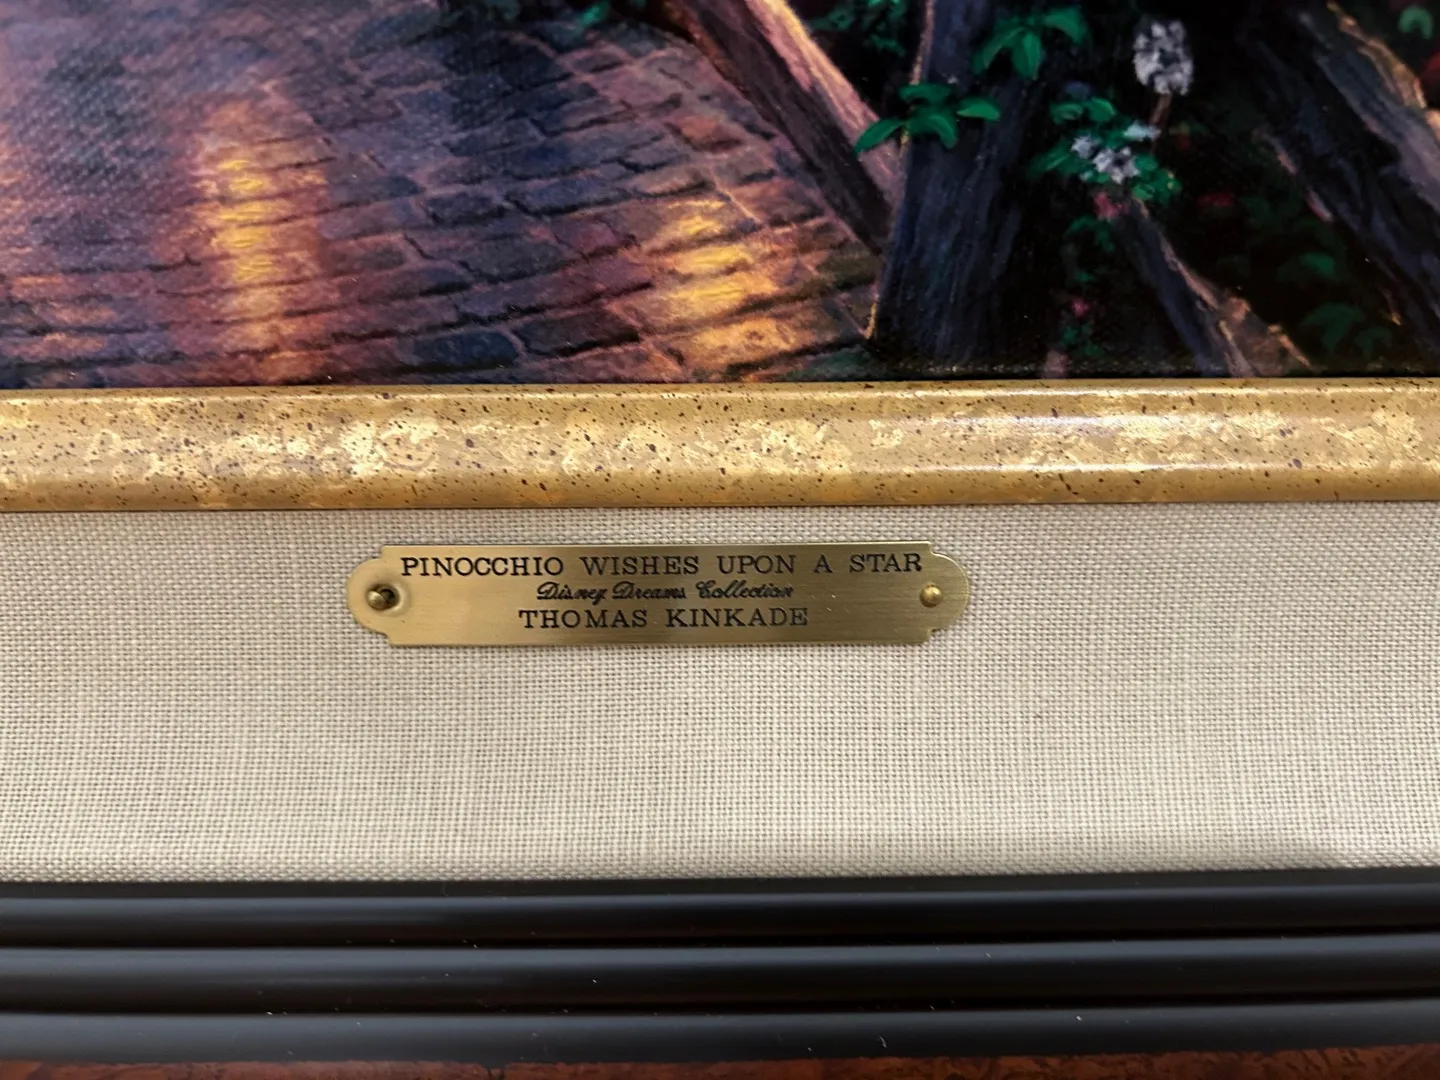 PINOCCHIO WISHES UPON A STAR
Disney Dreams Collection
THOMAS KINKADE